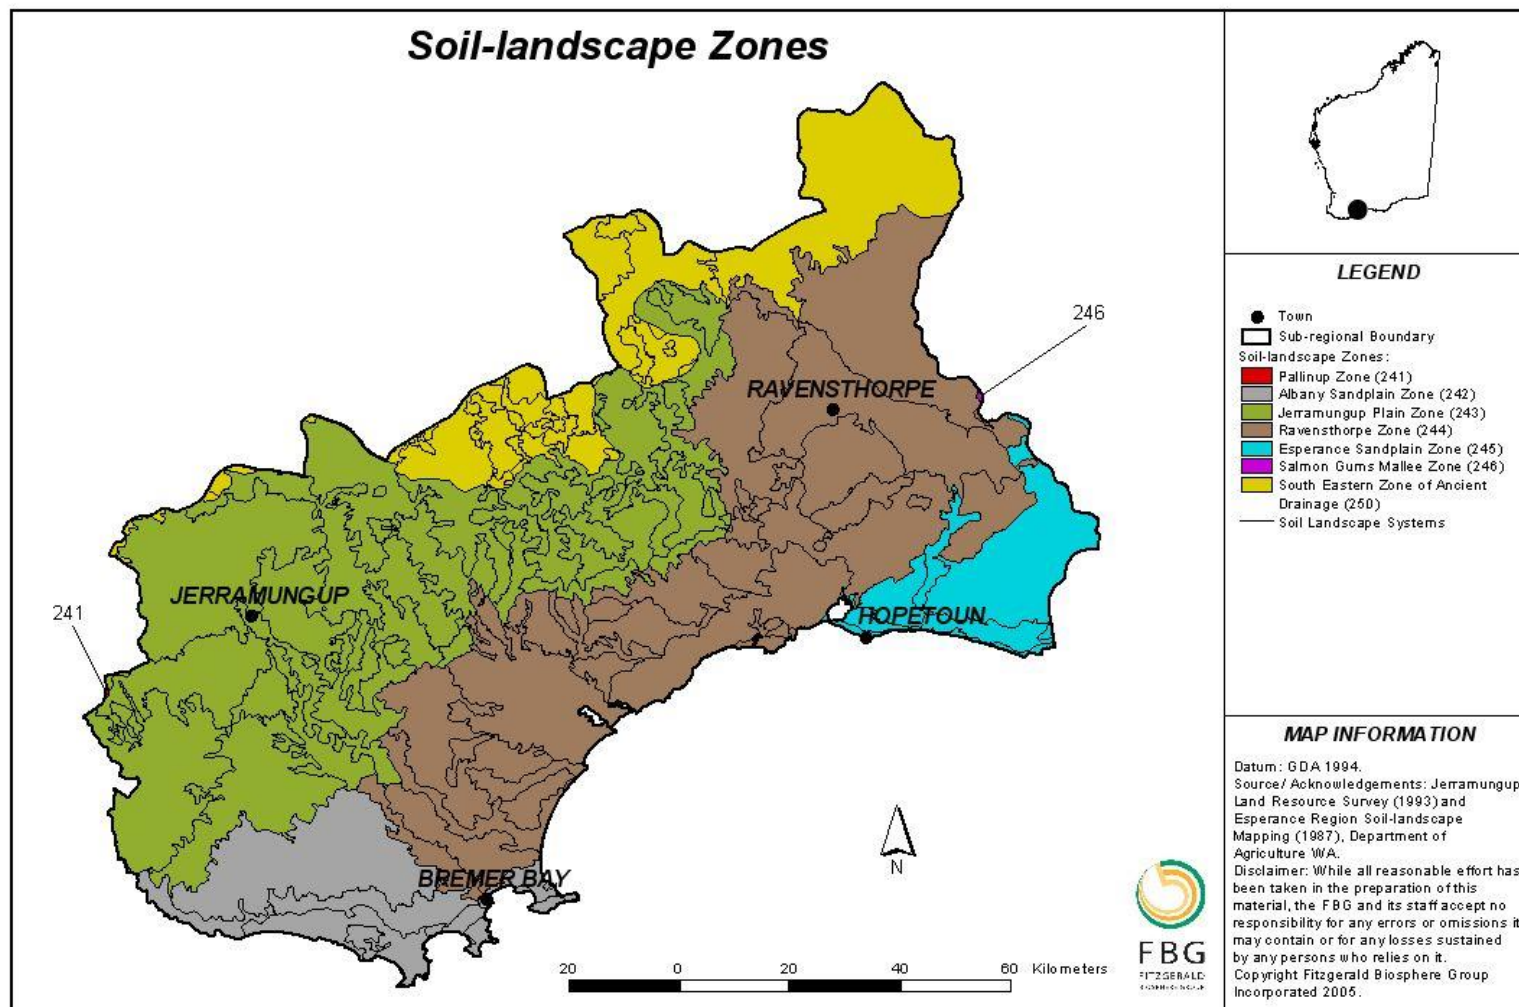 Soil-landscape Zones
246
RAVENSTHORPE
JERRAMUNGUP
241
HOPETOUN
BREMER BAY
N
20 0 20 40 60 Kilometers
FBG
FITZGERALD
BIOSPHERE GROUP
LEGEND
Town
Sub-regional Boundary
Soil-landscape Zones:
Pallinup Zone (241)
Albany Sandplain Zone (242)
Jerramungup Plain Zone (243)
Ravensthorpe Zone (244)
Esperance Sandplain Zone (245)
Salmon Gums Mallee Zone (246)
South Eastern Zone of Ancient
Drainage (250)
Soil Landscape Systems
MAP INFORMATION
Datum: GDA 1994.
Source/ Acknowledgements: Jerramungup
Land Resource Survey (1993) and
Esperance Region Soil-landscape
Mapping (1987), Department of
Agriculture WA.
Disclaimer: While all reasonable effort has
been taken in the preparation of this
material, the FBG and its staff accept no
responsibility for any errors or omissions it
may contain or for any losses sustained
by any persons who relies on it.
Copyright Fitzgerald Biosphere Group
Incorporated 2005.